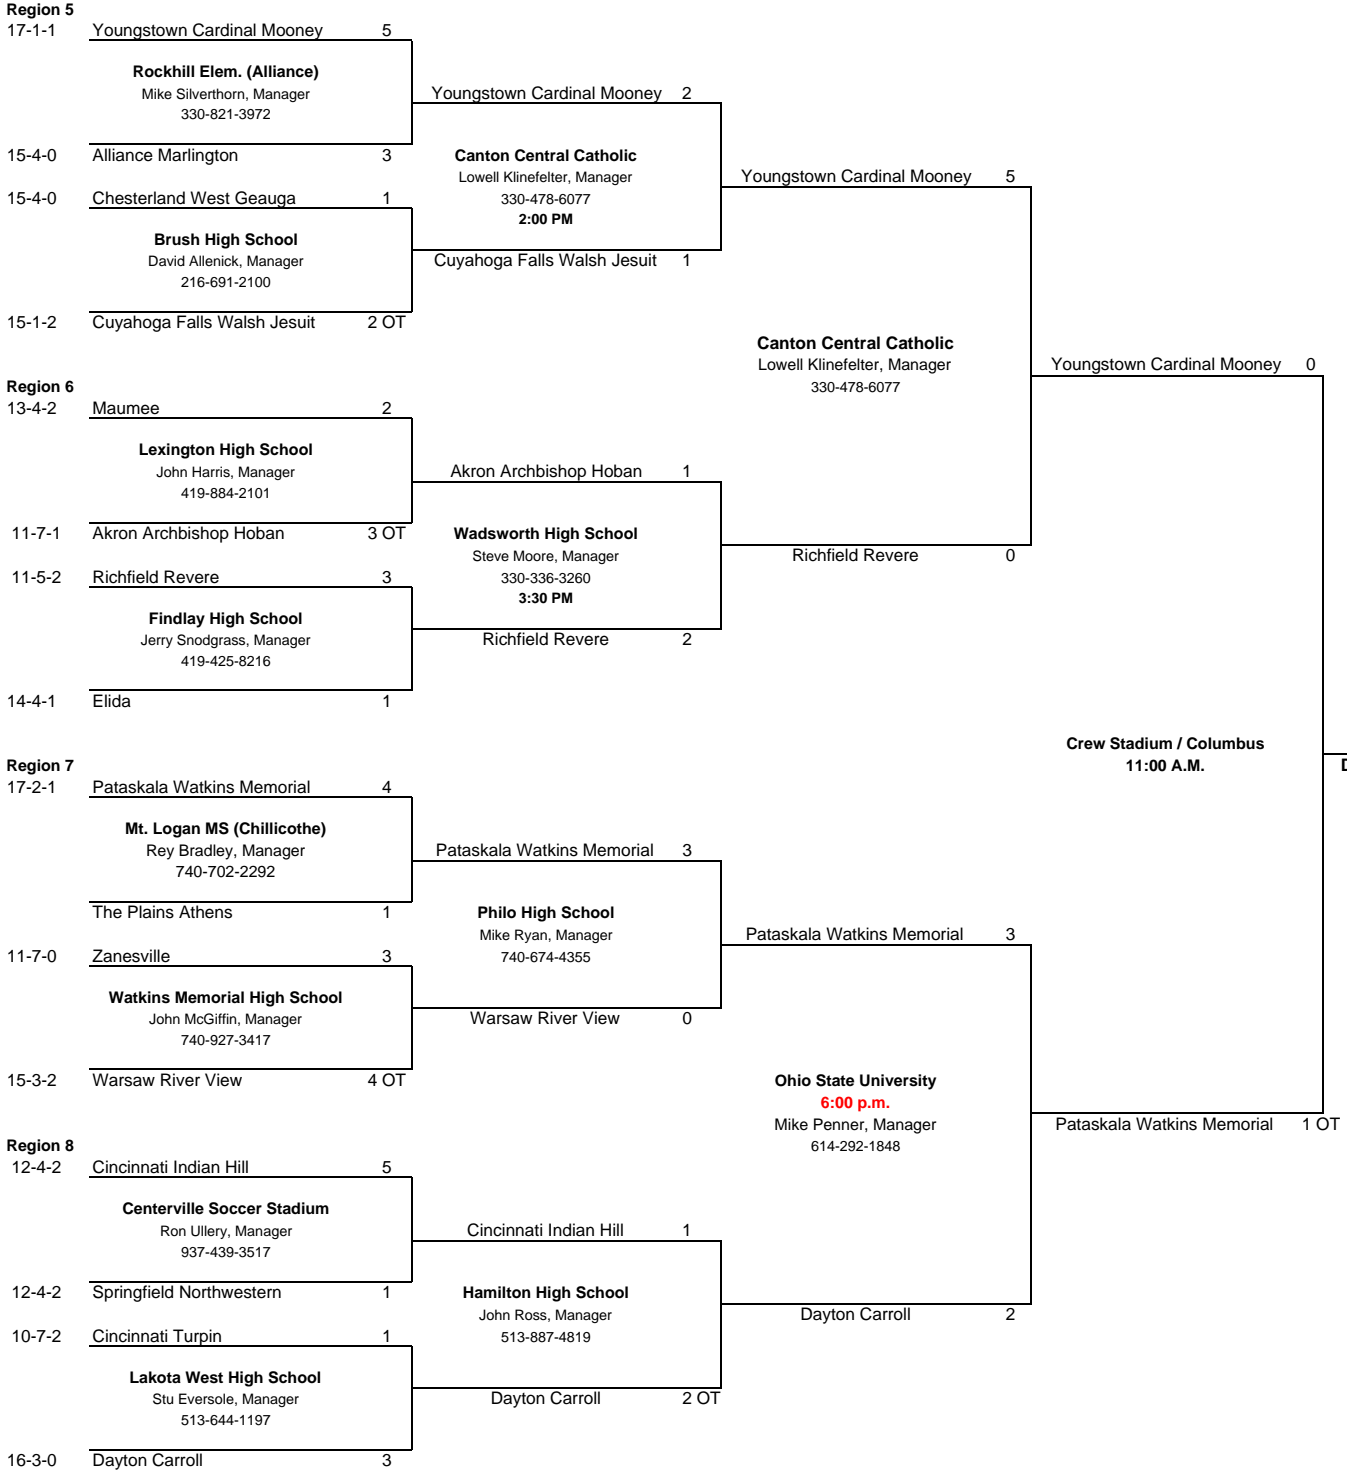 Region 5
17-1-1 Youngstown Cardinal Mooney 5
Rockhill Elem. (Alliance)
Mike Silverthorn, Manager
330-821-3972
15-4-0 Alliance Marlington 3
15-4-0 Chesterland West Geauga 1
Brush High School
David Allenick, Manager
216-691-2100
15-1-2 Cuyahoga Falls Walsh Jesuit 2 OT
Region 6
13-4-2 Maumee 2
Lexington High School
John Harris, Manager
419-884-2101
11-7-1 Akron Archbishop Hoban 3 OT
11-5-2 Richfield Revere 3
Findlay High School
Jerry Snodgrass, Manager
419-425-8216
14-4-1 Elida 1
Region 7
17-2-1 Pataskala Watkins Memorial 4
Mt. Logan MS (Chillicothe)
Rey Bradley, Manager
740-702-2292
The Plains Athens 1
11-7-0 Zanesville 3
Watkins Memorial High School
John McGiffin, Manager
740-927-3417
15-3-2 Warsaw River View 4 OT
Region 8
12-4-2 Cincinnati Indian Hill 5
Centerville Soccer Stadium
Ron Ullery, Manager
937-439-3517
12-4-2 Springfield Northwestern 1
10-7-2 Cincinnati Turpin 1
Lakota West High School
Stu Eversole, Manager
513-644-1197
16-3-0 Dayton Carroll 3
Youngstown Cardinal Mooney 2
Canton Central Catholic
Lowell Klinefelter, Manager
330-478-6077
2:00 PM
Cuyahoga Falls Walsh Jesuit 1
Akron Archbishop Hoban 1
Wadsworth High School
Steve Moore, Manager
330-336-3260
3:30 PM
Richfield Revere 2
Pataskala Watkins Memorial 3
Philo High School
Mike Ryan, Manager
740-674-4355
Warsaw River View 0
Cincinnati Indian Hill 1
Hamilton High School
John Ross, Manager
513-887-4819
Dayton Carroll 2 OT
Youngstown Cardinal Mooney 5
Canton Central Catholic
Lowell Klinefelter, Manager
330-478-6077
Richfield Revere 0
Pataskala Watkins Memorial 3
Ohio State University
6:00 p.m.
Mike Penner, Manager
614-292-1848
Dayton Carroll 2
Youngstown Cardinal Mooney 0
Crew Stadium / Columbus
11:00 A.M.
Pataskala Watkins Memorial 1 OT